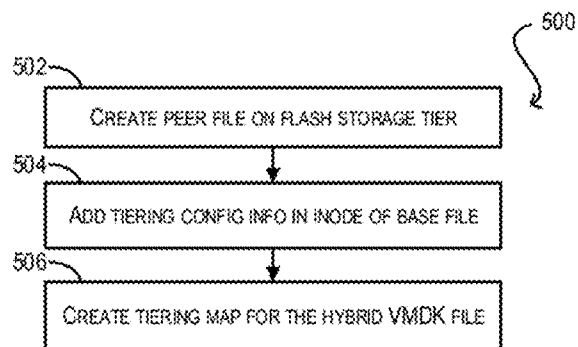 500
502
CREATE PEER FILE ON FLASH STORAGE TIER
504
ADD TIERING CONFIG INFO IN INODE OF BASE FILE
506
CREATE TIERING MAP FOR THE HYBRID VMDK FILE